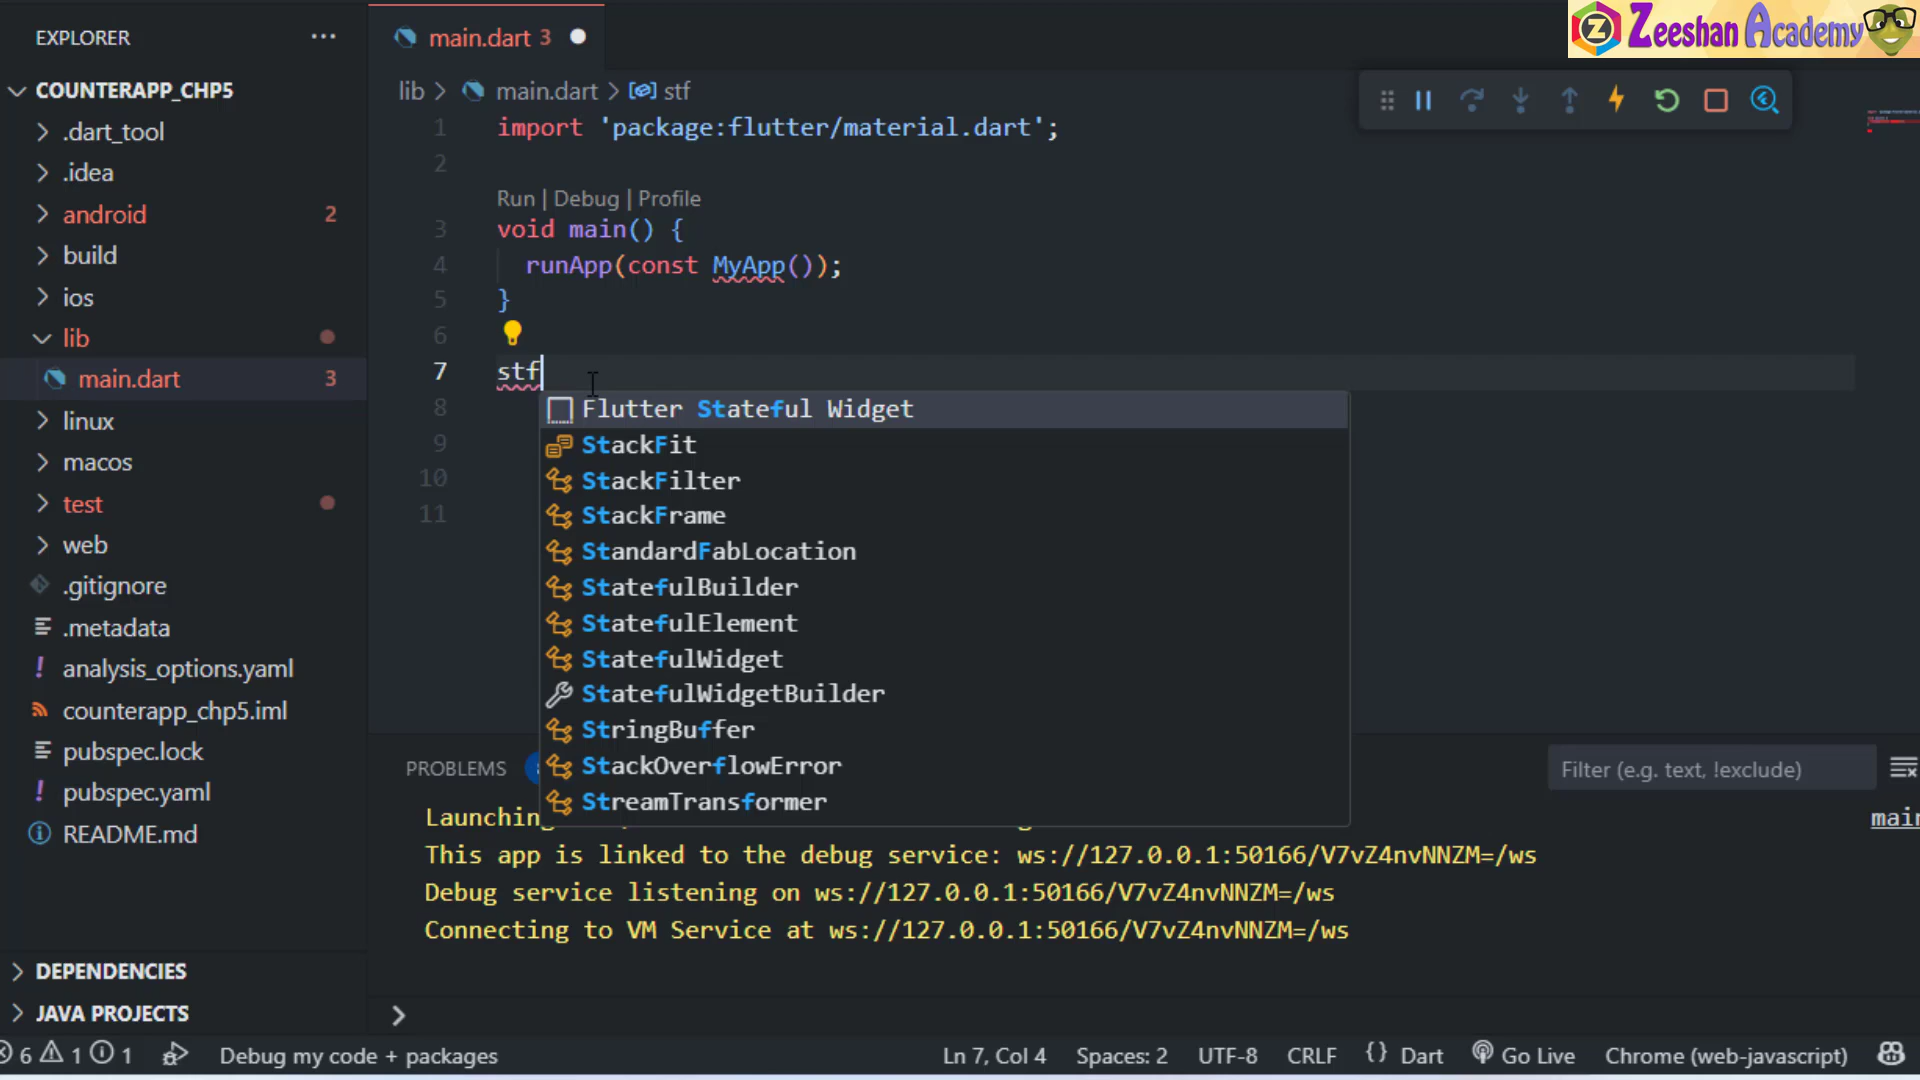 EXPLORER
COUNTERAPP_CHP5
.dart_tool
.idea
android 2
build
ios
lib
main.dart 3
linux
macos
test
web
.gitignore
.metadata
analysis_options.yaml
counterapp_chp5.iml
pubspec.lock
pubspec.yaml
README.md
DEPENDENCIES
JAVA PROJECTS
main.dart 3
Zeeshan Academy
lib > main.dart > stf
1 import 'package:flutter/material.dart';
2
Run | Debug | Profile
3 void main() {
4 runApp(const MyApp());
5 }
6
7 stf
8
9
10
11
Flutter Stateful Widget
StackFit
StackFilter
StackFrame
StandardFabLocation
StatefulBuilder
StatefulElement
StatefulWidget
StatefulWidgetBuilder
StringBuffer
StackOverflowError
StreamTransformer
PROBLEMS
Filter (e.g. text, !exclude)
Launching
main
This app is linked to the debug service: ws://127.0.0.1:50166/V7vZ4nvNNZM=/ws
Debug service listening on ws://127.0.0.1:50166/V7vZ4nvNNZM=/ws
Connecting to VM Service at ws://127.0.0.1:50166/V7vZ4nvNNZM=/ws
6 1 1 Debug my code + packages Ln 7, Col 4 Spaces: 2 UTF-8 CRLF {} Dart Go Live Chrome (web-javascript)